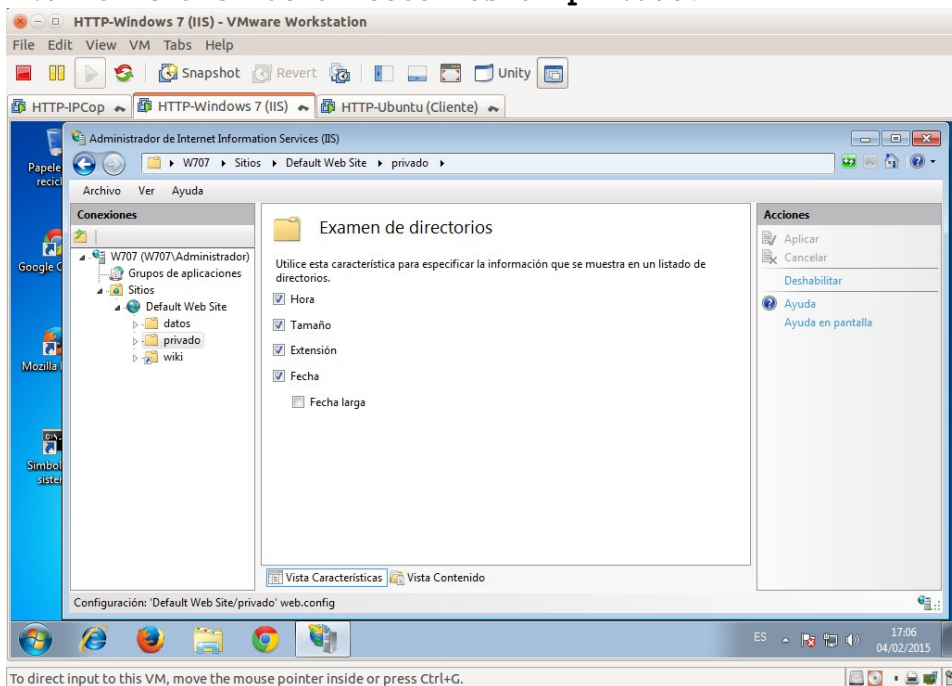 HTTP-Windows 7 (IIS) - VMware Workstation
File Edit View VM Tabs Help
Snapshot Revert Unity
HTTP-IPCop HTTP-Windows 7 (IIS) HTTP-Ubuntu (Cliente)
Administrador de Internet Information Services (IIS)
W707 Sitios Default Web Site privado
Archivo Ver Ayuda
Conexiones
W707 (W707\Administrador)
Grupos de aplicaciones
Sitios
Default Web Site
datos
privado
wiki
Examen de directorios
Utilice esta característica para especificar la información que se muestra en un listado de
directorios.
Hora
Tamaño
Extensión
Fecha
Fecha larga
Vista Características Vista Contenido
Acciones
Aplicar
Cancelar
Deshabilitar
Ayuda
Ayuda en pantalla
Configuración: 'Default Web Site/privado' web.config
Papele
recicl
Google C
Mozilla
Símbol
siste
ES 17:06
04/02/2015
To direct input to this VM, move the mouse pointer inside or press Ctrl+G.